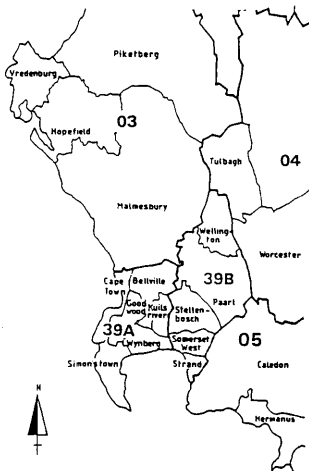 Piketberg
Vredenburg
03
Hopefield
Tulbagh
04
Malmesbury
Welling-
ton
Worcester
39B
Cape
Town
Bellville
Good
wood
Kuils
river
Paarl
Stellen-
bosch
39A
Wynberg
Somerset
West
05
Simonstown
Strand
Caledon
N
Hermanus